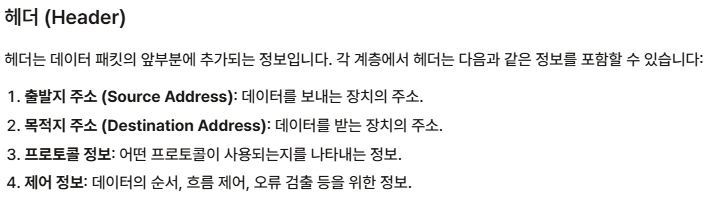 헤더 (Header)
헤더는 데이터 패킷의 앞부분에 추가되는 정보입니다. 각 계층에서 헤더는 다음과 같은 정보를 포함할 수 있습니다:
1. 출발지 주소 (Source Address): 데이터를 보내는 장치의 주소.
2. 목적지 주소 (Destination Address): 데이터를 받는 장치의 주소.
3. 프로토콜 정보: 어떤 프로토콜이 사용되는지를 나타내는 정보.
4. 제어 정보: 데이터의 순서, 흐름 제어, 오류 검출 등을 위한 정보.